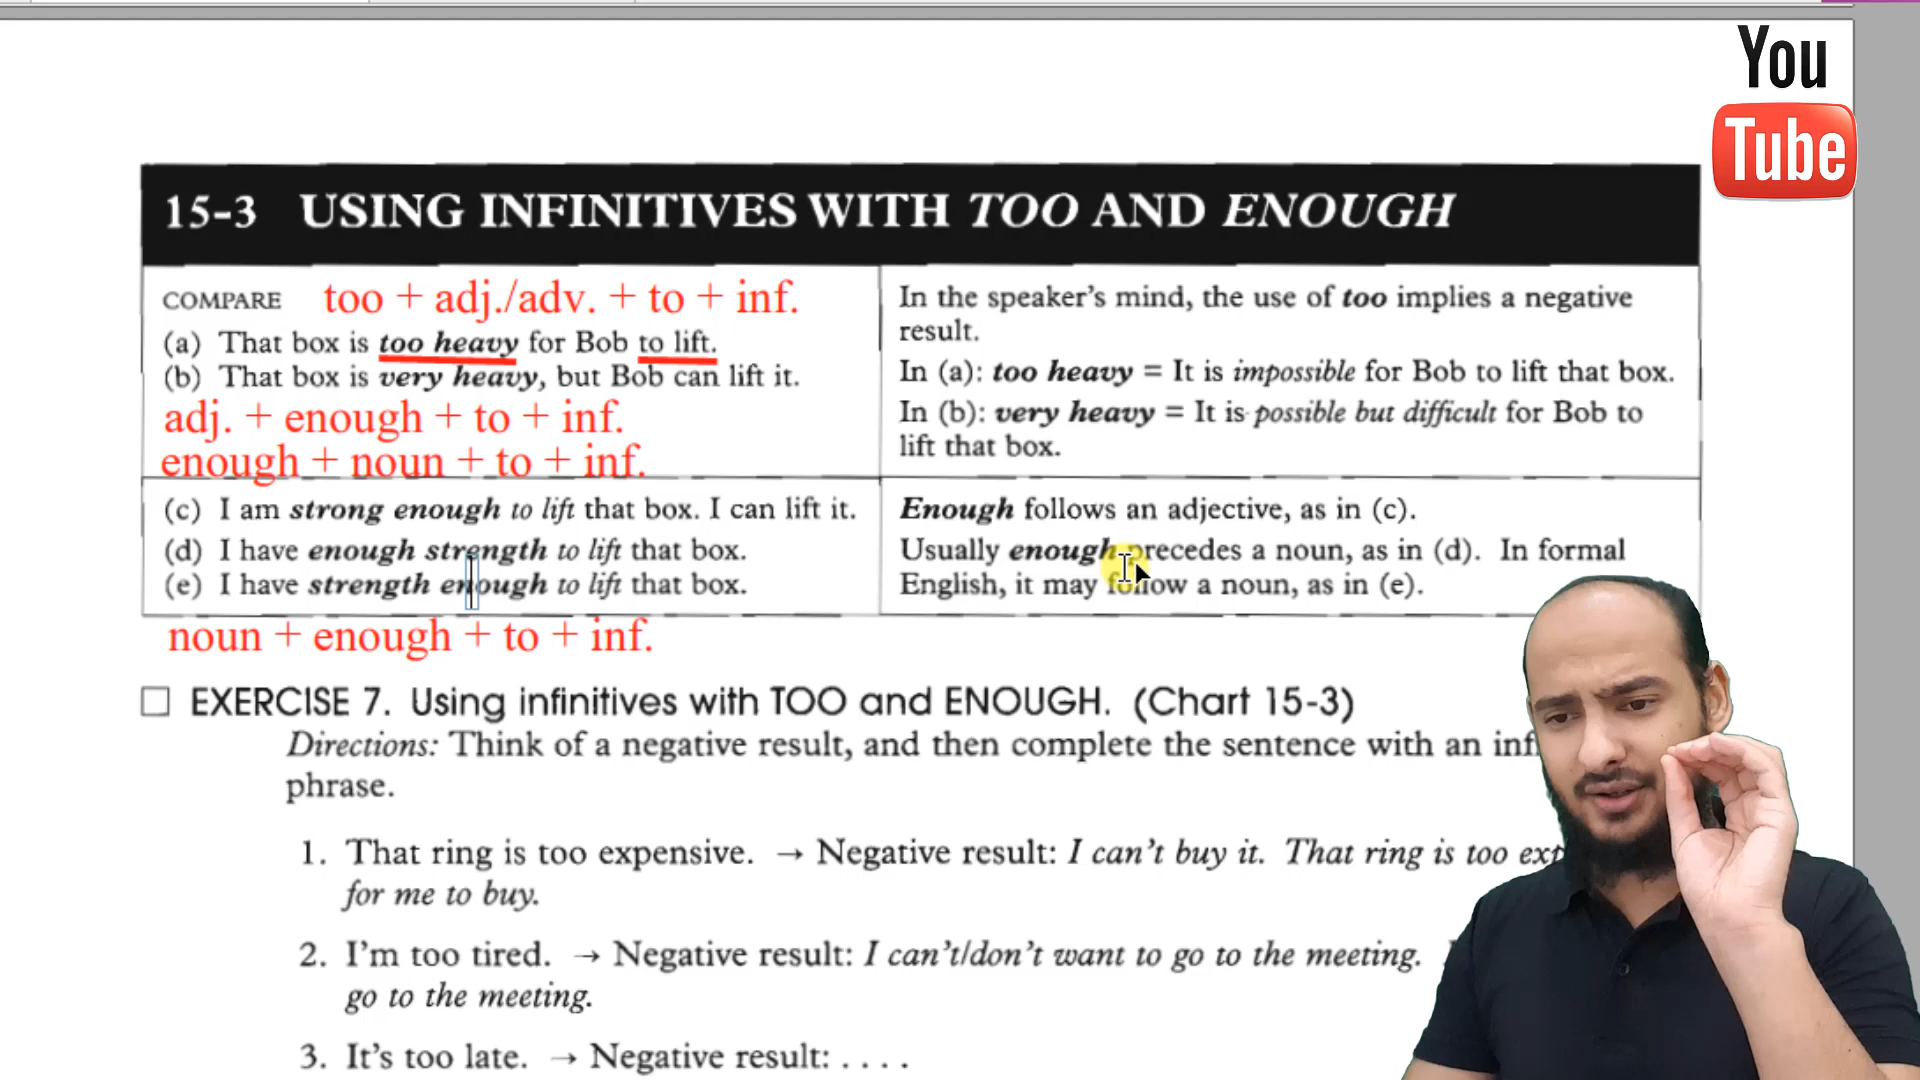 You
Tube
15-3 USING INFINITIVES WITH TOO AND ENOUGH
COMPARE too + adj./adv. + to + inf.
(a) That box is too heavy for Bob to lift.
(b) That box is very heavy, but Bob can lift it.
adj. + enough + to + inf.
enough + noun + to + inf.
In the speaker's mind, the use of too implies a negative
result.
In (a): too heavy = It is impossible for Bob to lift that box.
In (b): very heavy = It is possible but difficult for Bob to
lift that box.
(c) I am strong enough to lift that box. I can lift it.
(d) I have enough strength to lift that box.
(e) I have strength enough to lift that box.
Enough follows an adjective, as in (c).
Usually enough precedes a noun, as in (d). In formal
English, it may follow a noun, as in (e).
noun + enough + to + inf.
EXERCISE 7. Using infinitives with TOO and ENOUGH. (Chart 15-3)
Directions: Think of a negative result, and then complete the sentence with an
phrase.
1. That ring is too expensive. → Negative result: I can't buy it. That ring is too
for me to buy.
2. I'm too tired. → Negative result: I can't/don't want to go to the meeting.
go to the meeting.
3. It's too late. → Negative result: . . . .